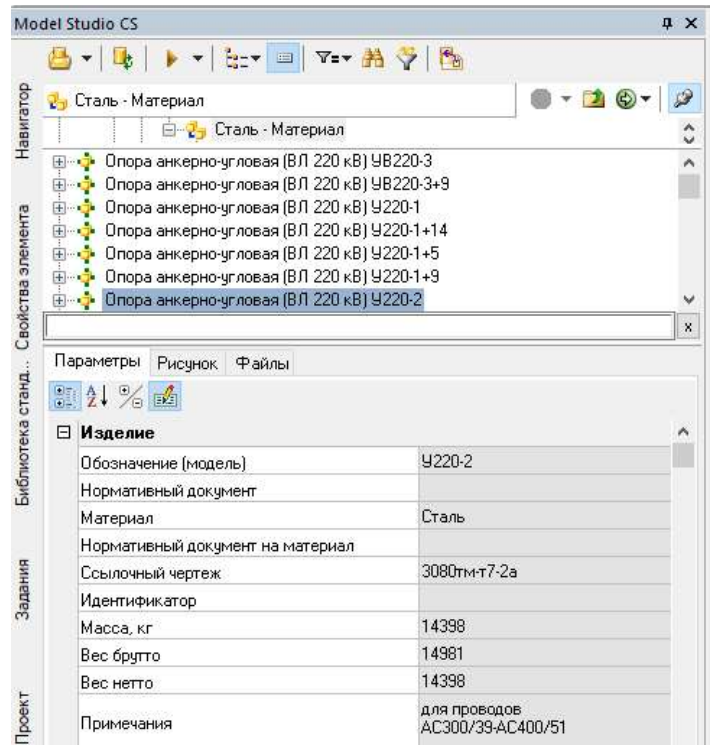 Model Studio CS
Сталь - Материал
Сталь - Материал
Опора анкерно-угловая (ВЛ 220 кВ) УВ220-3
Опора анкерно-угловая (ВЛ 220 кВ) УВ220-3+9
Опора анкерно-угловая (ВЛ 220 кВ) У220-1
Опора анкерно-угловая (ВЛ 220 кВ) У220-1+14
Опора анкерно-угловая (ВЛ 220 кВ) У220-1+5
Опора анкерно-угловая (ВЛ 220 кВ) У220-1+9
Опора анкерно-угловая (ВЛ 220 кВ) У220-2
x
Навигатор
Свойства элемента
Библиотека станд...
Задания
Проект
Параметры Рисунок Файлы
Изделие
Обозначение (модель) У220-2
Нормативный документ
Материал Сталь
Нормативный документ на материал
Ссылочный чертеж 3080тм-т7-2а
Идентификатор
Масса, кг 14398
Вес брутто 14981
Вес нетто 14398
Примечания для проводов
АС300/39-АС400/51